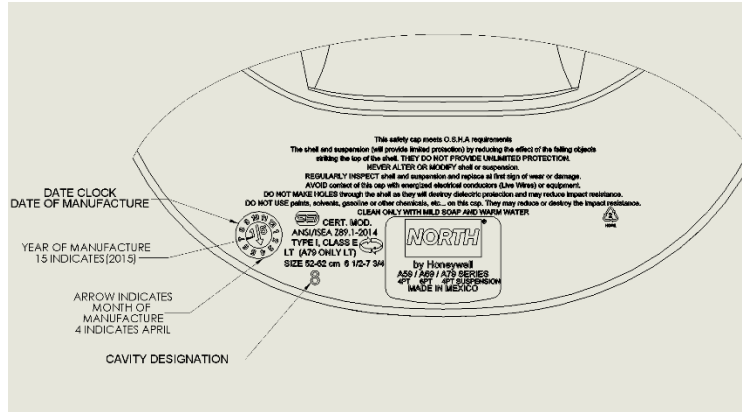 This safety cap meets O.S.H.A requirements
The shell and suspension (will provide limited protection) by reducing the effect of the falling objects
striking the top of the shell. THEY DO NOT PROVIDE UNLIMITED PROTECTION.
NEVER ALTER OR MODIFY shell or suspension.
REGULARLY INSPECT shell and suspension and replace at first sign of wear or damage.
AVOID contact of this cap with energized electrical conductors (Live Wires) or equipment.
DO NOT MAKE HOLES through the shell as they will destroy dielectric protection and may reduce impact resistance.
DO NOT USE paints, solvents, gasoline or other chemicals, etc... on this cap. They may reduce or destroy the impact resistance.
CLEAN ONLY WITH MILD SOAP AND WARM WATER
DATE CLOCK
DATE OF MANUFACTURE
YEAR OF MANUFACTURE
15 INDICATES(2015)
ARROW INDICATES
MONTH OF
MANUFACTURE
4 INDICATES APRIL
CAVITY DESIGNATION
15
CERT. MOD.
ANSI/ISEA Z89.1-2014
TYPE I, CLASS E
LT (A79 ONLY LT)
SIZE 52-62 cm 6 1/2-7 3/4
8
NORTH
by Honeywell
A59 / A69 / A79 SERIES
4PT 6PT 4PT SUSPENSION
MADE IN MEXICO
2
HDPE